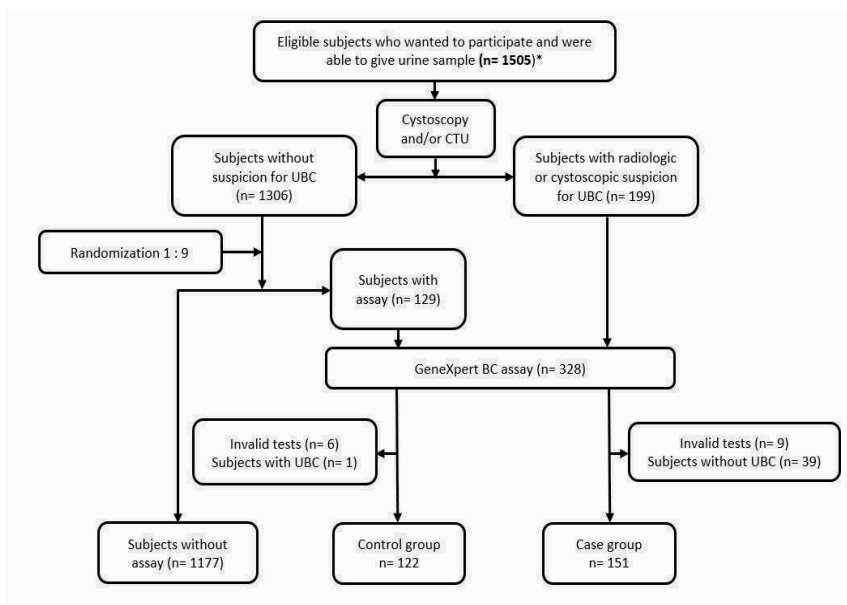 Eligible subjects who wanted to participate and were
able to give urine sample (n= 1505)*
Cystoscopy
and/or CTU
Subjects without
suspicion for UBC
(n= 1306)
Subjects with radiologic
or cystoscopic suspicion
for UBC (n= 199)
Randomization 1 : 9
Subjects with
assay (n= 129)
GeneXpert BC assay (n= 328)
Invalid tests (n= 6)
Subjects with UBC (n= 1)
Invalid tests (n= 9)
Subjects without UBC (n= 39)
Subjects without
assay (n= 1177)
Control group
n= 122
Case group
n= 151